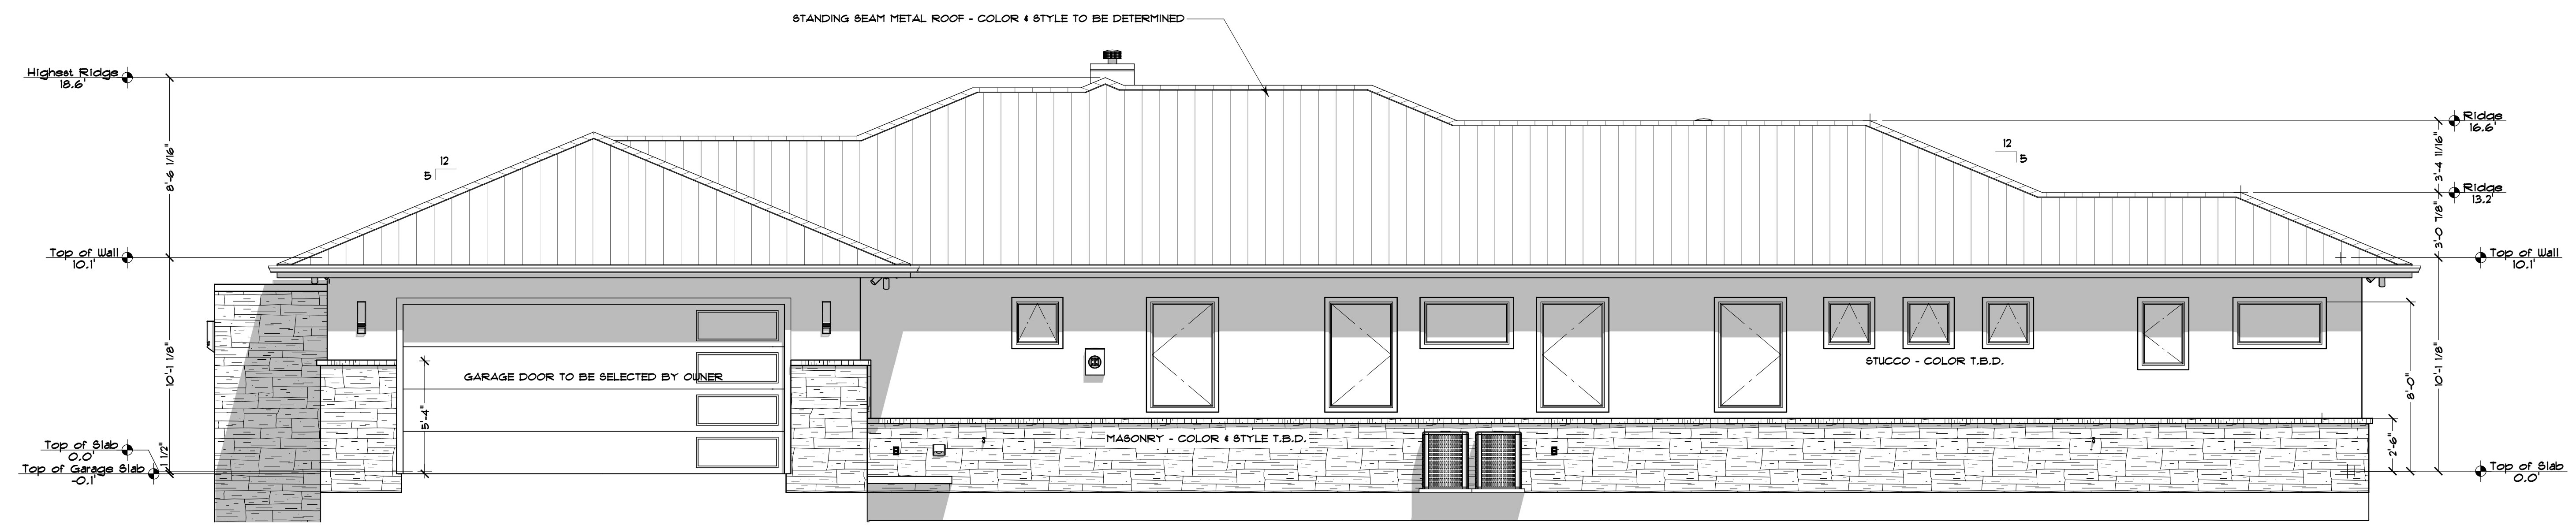 STANDING SEAM METAL ROOF - COLOR & STYLE TO BE DETERMINED
Highest Ridge
18.6'
8'-6 1/16"
12
5
Top of Wall
10.1'
10'-1 1/8"
Top of Slab
0.0'
1 1/2"
Top of Garage Slab
-0.1'
5'-4"
GARAGE DOOR TO BE SELECTED BY OWNER
MASONRY - COLOR & STYLE T.B.D.
STUCCO - COLOR T.B.D.
12
5
Ridge
16.6'
3'-4 11/16"
Ridge
13.2'
3'-0 7/8"
Top of Wall
10.1'
8'-0"
10'-1 1/8"
2'-6"
Top of Slab
0.0'